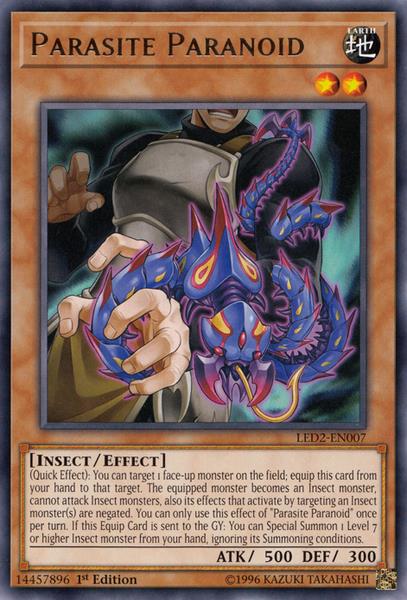 PARASITE PARANOID
EARTH
地
LED2-EN007
[INSECT/EFFECT]
(Quick Effect): You can target 1 face-up monster on the field; equip this card from
your hand to that target. The equipped monster becomes an Insect monster,
cannot attack Insect monsters, also its effects that activate by targeting an Insect
monster(s) are negated. You can only use this effect of "Parasite Paranoid" once
per turn. If this Equip Card is sent to the GY: You can Special Summon 1 Level 7
or higher Insect monster from your hand, ignoring its Summoning conditions.
ATK/ 500 DEF/ 300
14457896 1st Edition ©1996 KAZUKI TAKAHASHI